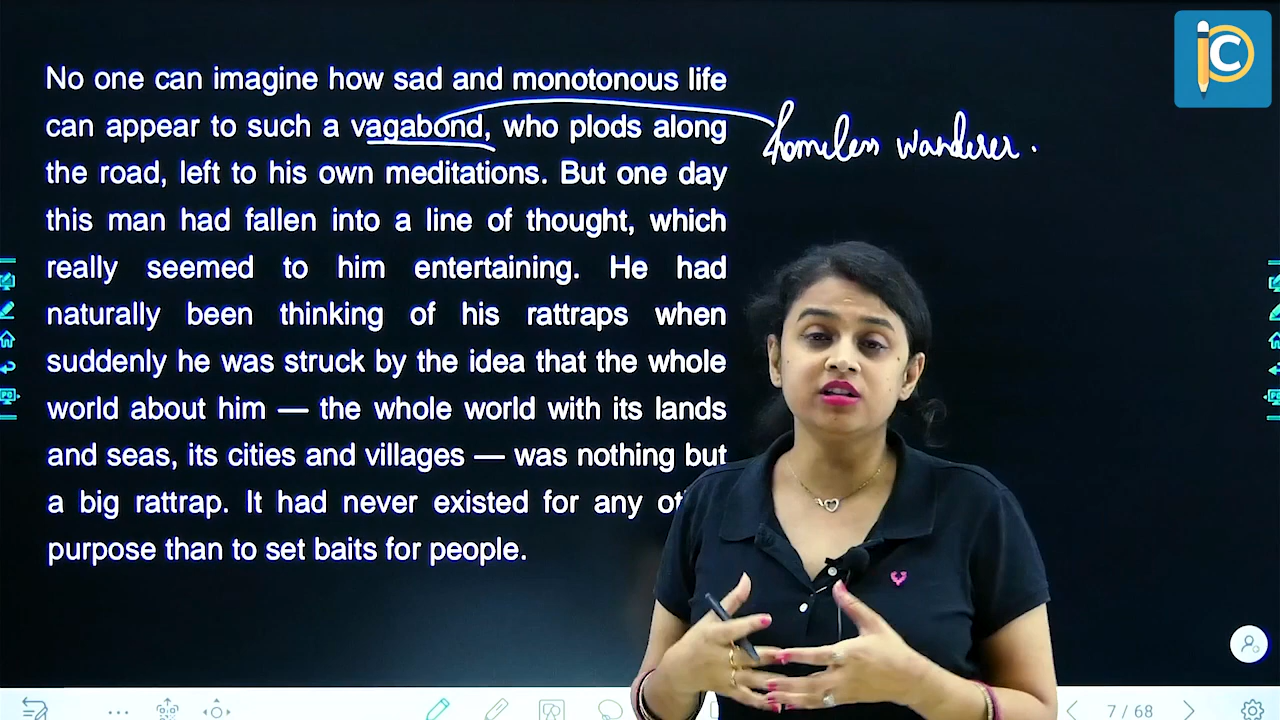 No one can imagine how sad and monotonous life
can appear to such a vagabond, who plods along
homeless wanderer.
the road, left to his own meditations. But one day
this man had fallen into a line of thought, which
really seemed to him entertaining. He had
naturally been thinking of his rattraps when
suddenly he was struck by the idea that the whole
world about him — the whole world with its lands
and seas, its cities and villages — was nothing but
a big rattrap. It had never existed for any
purpose than to set baits for people.
7 / 68